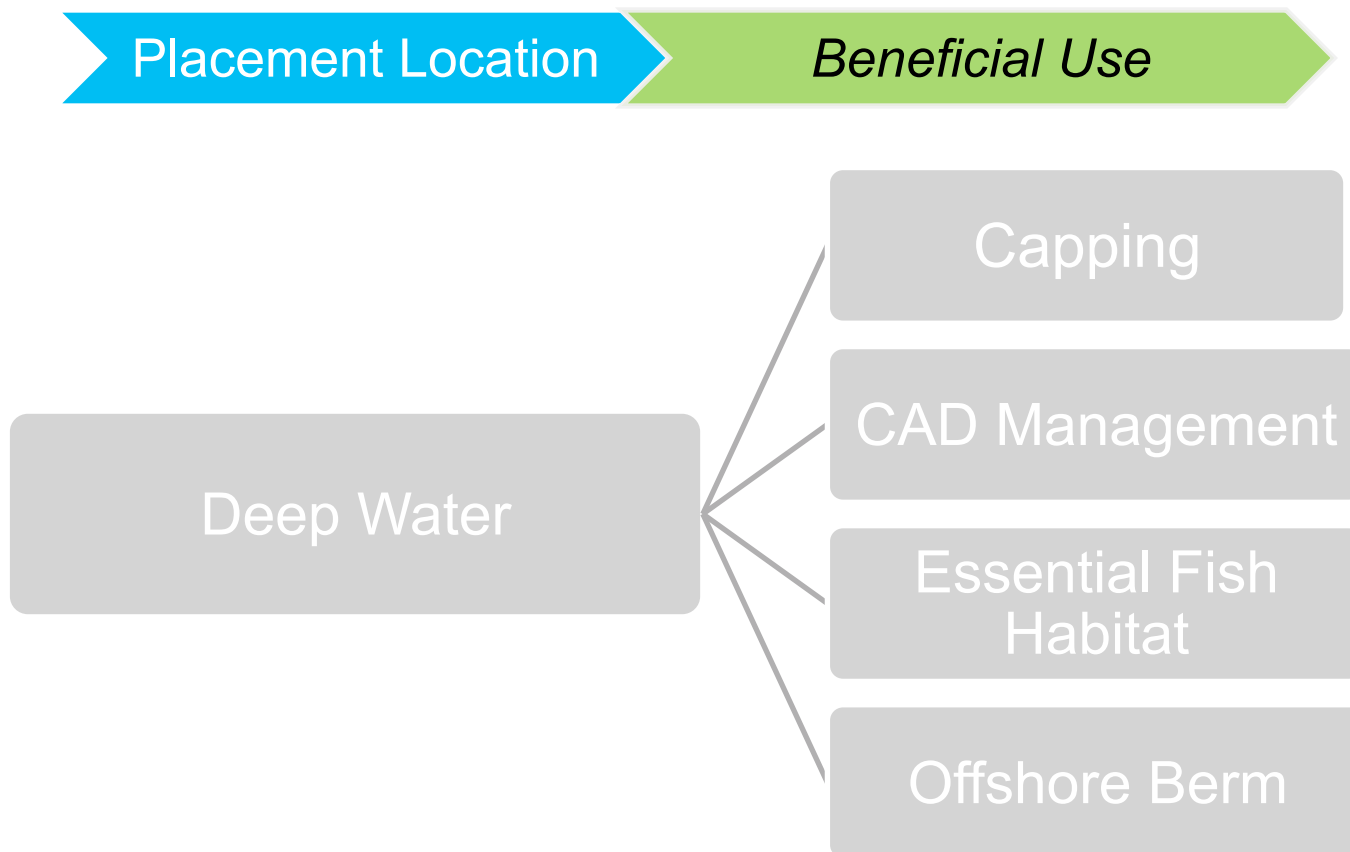 Placement Location
Beneficial Use
Capping
CAD Management
Deep Water
Essential Fish
Habitat
Offshore Berm